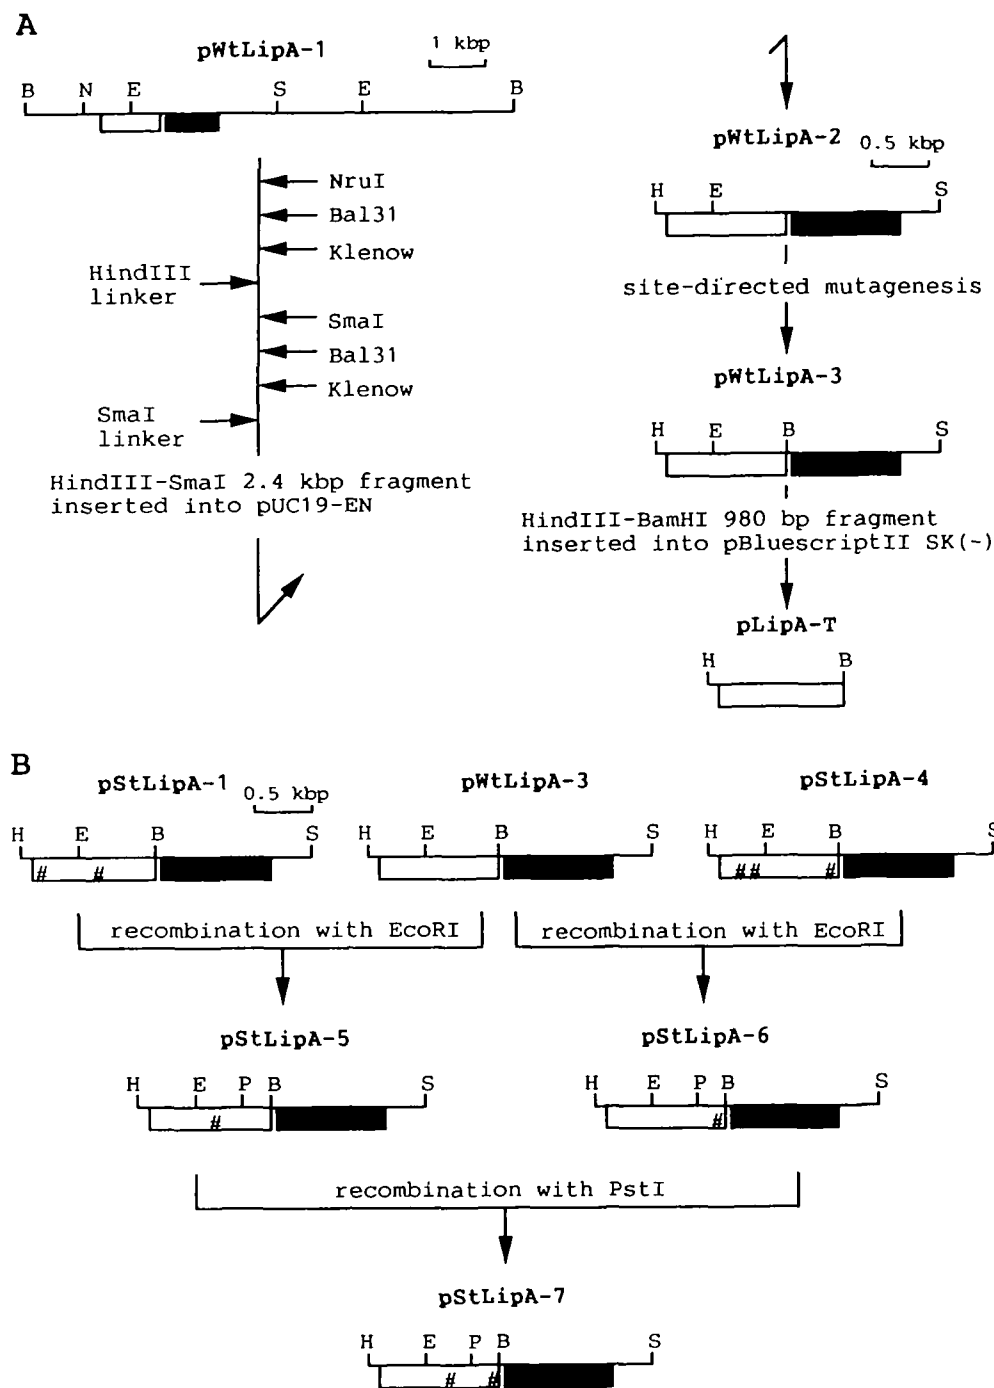 A
pWtLipA-1
1 kbp
B N E S E B
NruI
Bal31
Klenow
HindIII
linker
SmaI
Bal31
Klenow
SmaI
linker
HindIII-SmaI 2.4 kbp fragment
inserted into pUC19-EN
pWtLipA-2
0.5 kbp
H E S
site-directed mutagenesis
pWtLipA-3
H E B S
HindIII-BamHI 980 bp fragment
inserted into pBluescriptII SK(-)
pLipA-T
H B
B
pStLipA-1
0.5 kbp
H E B S
# #
pWtLipA-3
H E B S
pStLipA-4
H E B S
## #
recombination with EcoRI
recombination with EcoRI
pStLipA-5
H E P B S
#
pStLipA-6
H E P B S
#
recombination with PstI
pStLipA-7
H E P B S
# #